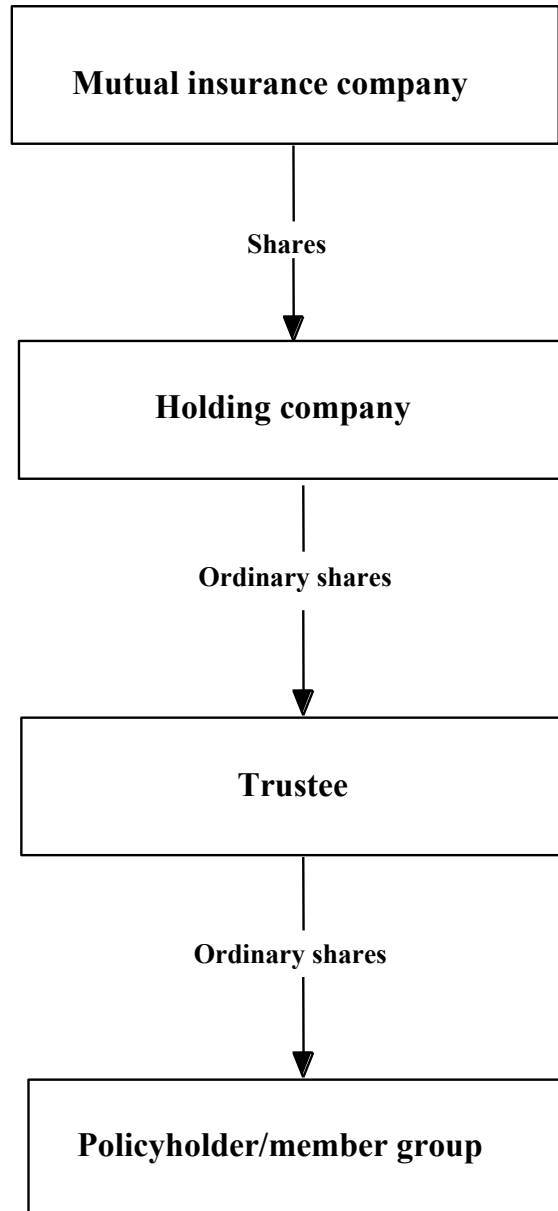 Mutual insurance company
Shares
Holding company
Ordinary shares
Trustee
Ordinary shares
Policyholder/member group